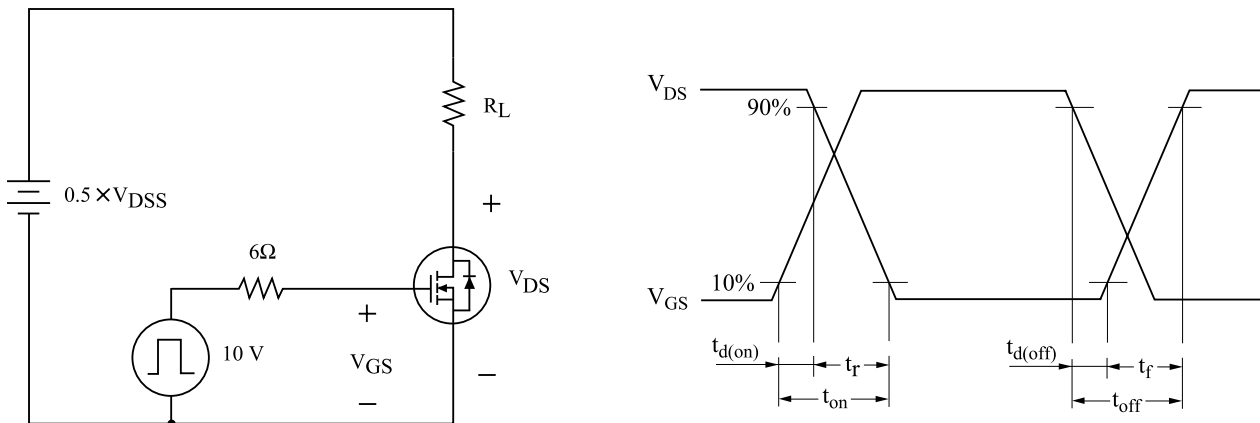 R_L
0.5 × V_DSS
+
6Ω
V_DS
+
10 V
V_GS
−
−
V_DS
90%
10%
V_GS
t_d(on)
t_r
t_on
t_d(off)
t_f
t_off